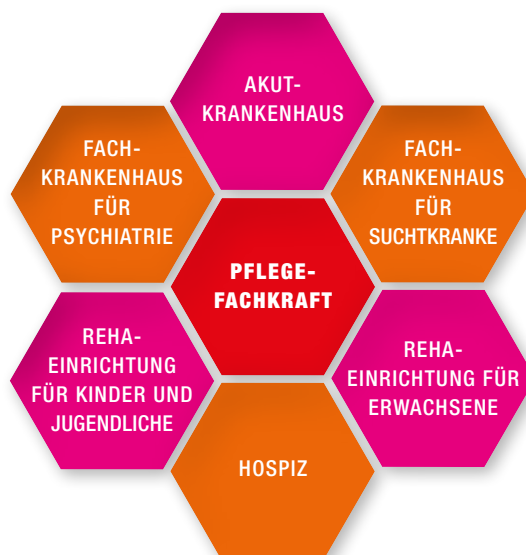 AKUT-
KRANKENHAUS
FACH-
KRANKENHAUS
FÜR
PSYCHIATRIE
FACH-
KRANKENHAUS
FÜR
SUCHTKRANKE
PFLEGE-
FACHKRAFT
REHA-
EINRICHTUNG
FÜR KINDER UND
JUGENDLICHE
REHA-
EINRICHTUNG FÜR
ERWACHSENE
HOSPIZ